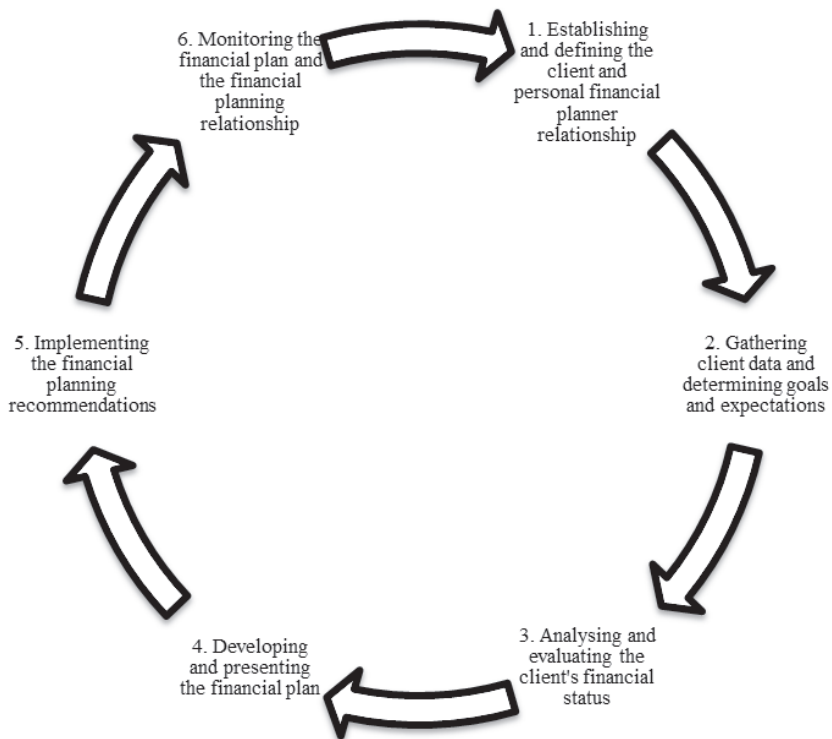 1. Establishing
and defining the
client and
personal financial
planner
relationship
2. Gathering
client data and
determining goals
and expectations
3. Analysing and
evaluating the
client's financial
status
4. Developing
and presenting
the financial plan
5. Implementing
the financial
planning
recommendations
6. Monitoring the
financial plan and
the financial
planning
relationship